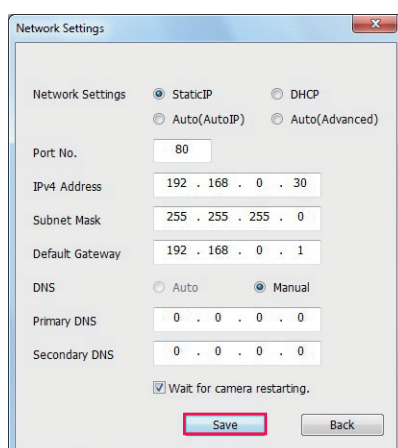 Network Settings
Network Settings StaticIP DHCP
Auto(AutoIP) Auto(Advanced)
Port No. 80
IPv4 Address 192 . 168 . 0 . 30
Subnet Mask 255 . 255 . 255 . 0
Default Gateway 192 . 168 . 0 . 1
DNS Auto Manual
Primary DNS 0 . 0 . 0 . 0
Secondary DNS 0 . 0 . 0 . 0
Wait for camera restarting.
Save Back